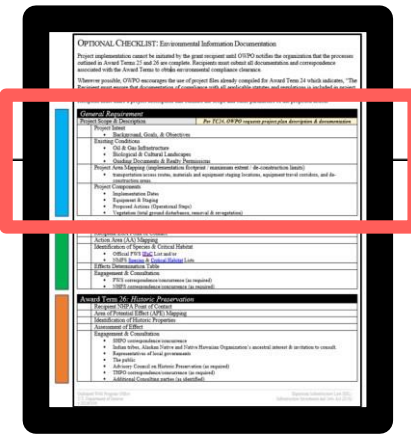 OPTIONAL CHECKLIST: Environmental Information Documentation
Project implementation cannot be initiated by the grant recipient until OWPO notifies the organization that the processes
outlined in Award Terms 25 and 26 are complete. Recipients must submit all documentation and correspondence
associated with the Award Terms to obtain environmental compliance clearance.
Wherever possible, OWPO encourages the use of project files already compiled for Award Term 24 which indicates, "The
Recipient must ensure that documentation of compliance with all applicable statutes and regulations is included in project
General Requirement
Project Scope & Description Per TC24, OWPO requests project plan description & documentation
Project Intent
• Background, Goals, & Objectives
Existing Conditions
• Oil & Gas Infrastructure
• Biological & Cultural Landscapes
• Guiding Documents & Realty Permissions
Project Area Mapping (implementation footprint - maximum extent - de-construction limits)
• transportation access routes, materials and equipment staging locations, equipment travel corridors, and de-
construction areas
Project Components
• Implementation Dates
• Equipment & Staging
• Proposed Actions (Operational Steps)
• Vegetation (and ground disturbance, removal & revegetation)
Action Area (AA) Mapping
Identification of Species & Critical Habitat
• Official FWS IPaC List and/or
• NMFS Species & Critical Habitat Lists
Effects Determination Table
Engagement & Consultation
• FWS correspondence/concurrence (as required)
• NMFS correspondence/concurrence (as required)
Award Term 26: Historic Preservation
Recipient NHPA Point of Contact
Area of Potential Effect (APE) Mapping
Identification of Historic Properties
Assessment of Effect
Engagement & Consultation
• SHPO correspondence/concurrence
• Indian tribes, Alaskan Native and Native Hawaiian Organization's ancestral interest & invitation to consult
• Representatives of local governments
• The public
• Advisory Council on Historic Preservation (as required)
• THPO correspondence/concurrence (as required)
• Additional Consulting parties (as identified)